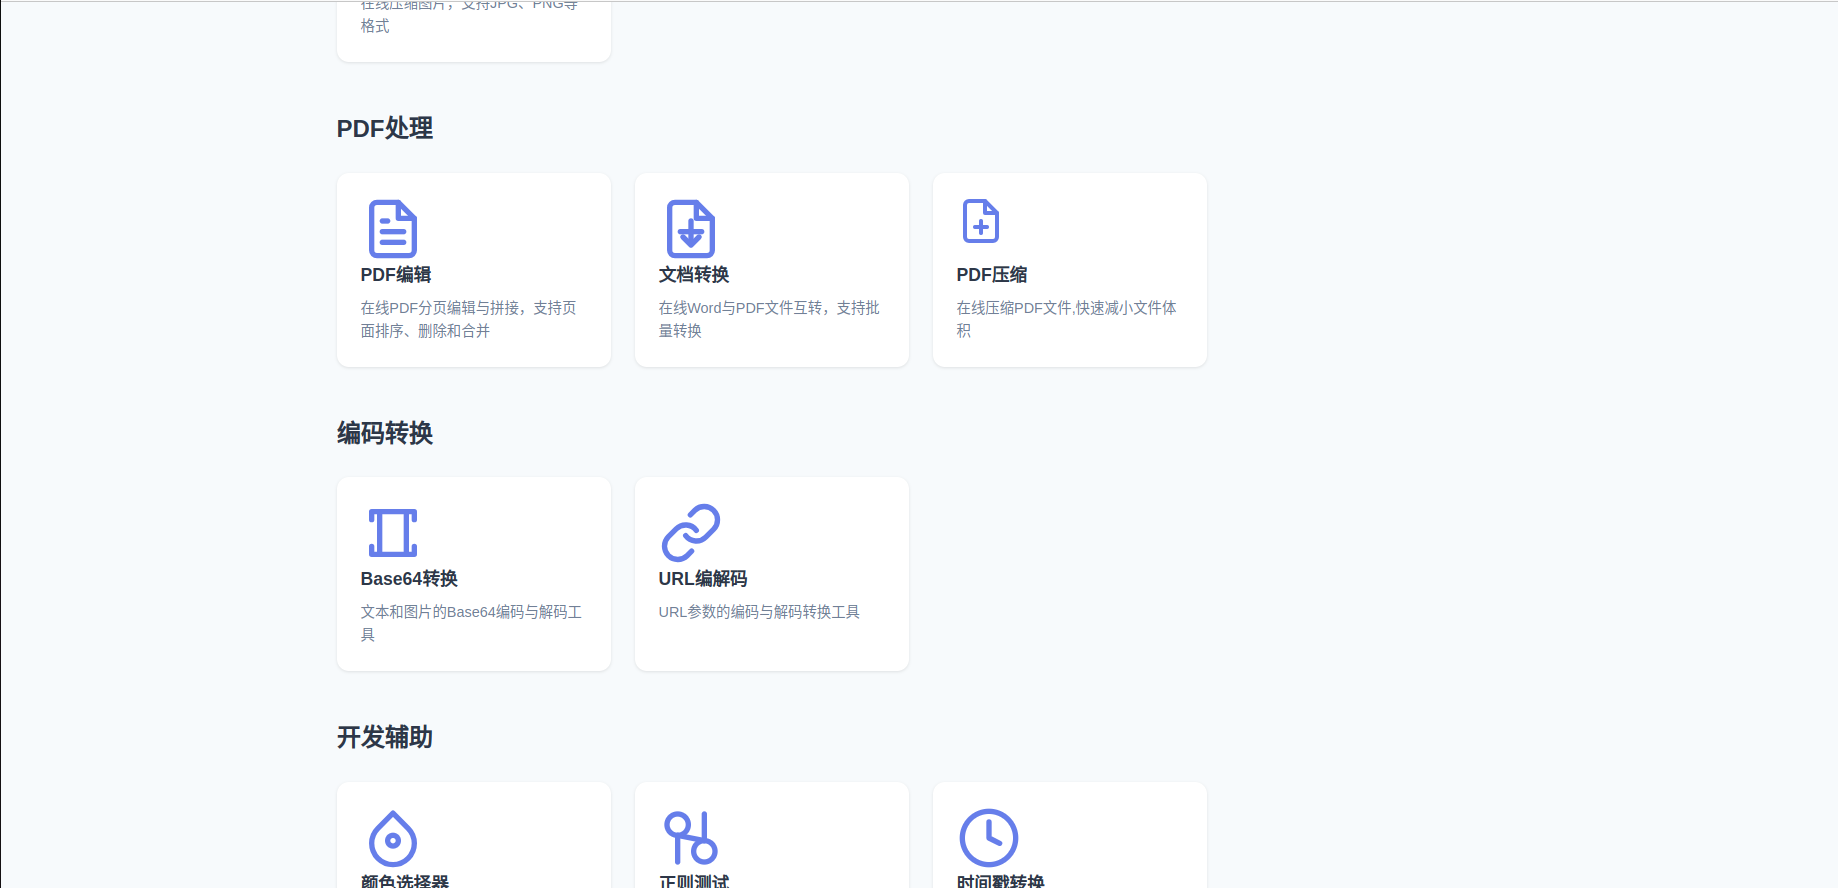 在线压缩图片，支持JPG、PNG等
格式
PDF处理
PDF编辑
在线PDF分页编辑与拼接，支持页
面排序、删除和合并
文档转换
在线Word与PDF文件互转，支持批
量转换
PDF压缩
在线压缩PDF文件,快速减小文件体
积
编码转换
Base64转换
文本和图片的Base64编码与解码工
具
URL编解码
URL参数的编码与解码转换工具
开发辅助
颜色选择器
正则测试
时间戳转换